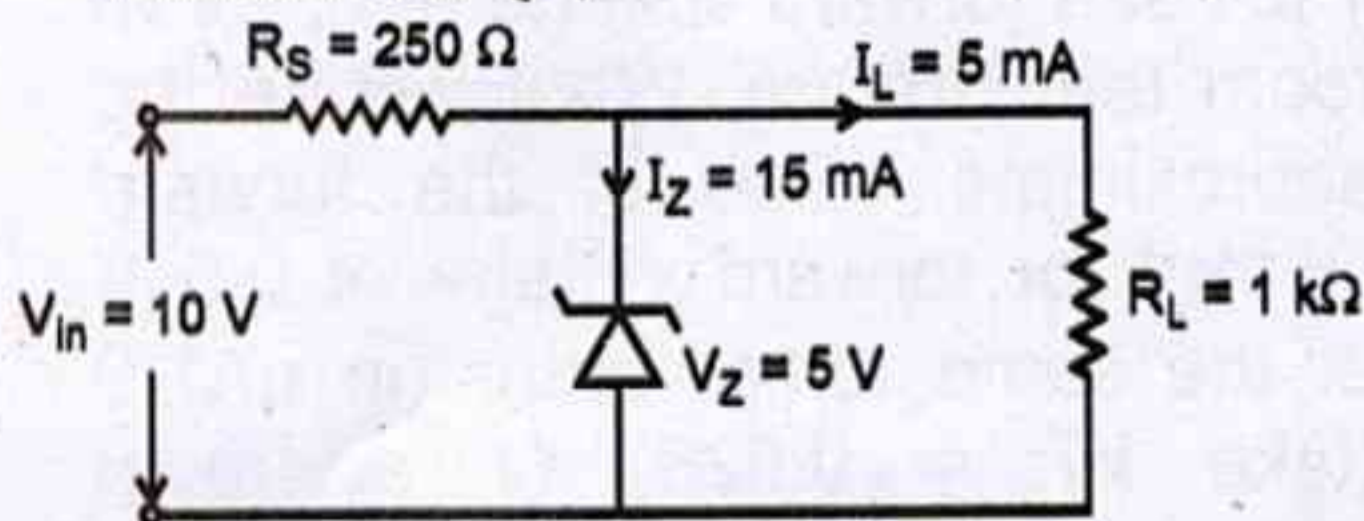 R_S = 250 Ω
I_L = 5 mA
I_Z = 15 mA
V_in = 10 V
R_L = 1 kΩ
V_Z = 5 V